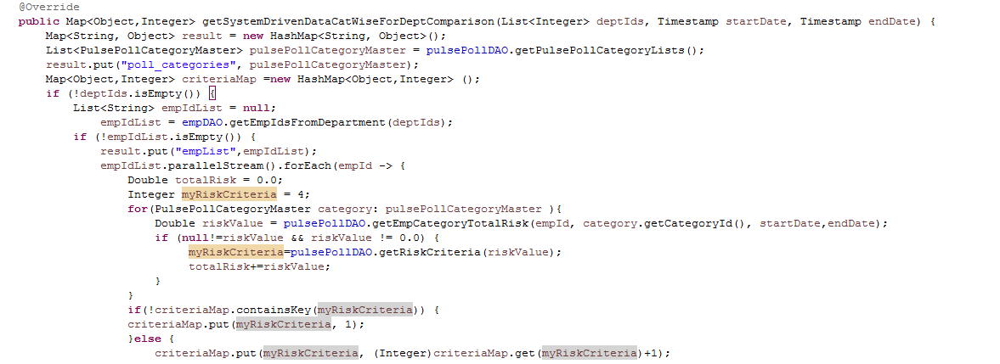 @Override
public Map<Object,Integer> getSystemDrivenDataCatWiseForDeptComparison(List<Integer> deptIds, Timestamp startDate, Timestamp endDate) {
    Map<String, Object> result = new HashMap<String, Object>();
    List<PulsePollCategoryMaster> pulsePollCategoryMaster = pulsePollDAO.getPulsePollCategoryLists();
    result.put("poll_categories", pulsePollCategoryMaster);
    Map<Object,Integer> criteriaMap =new HashMap<Object,Integer> ();
    if (!deptIds.isEmpty()) {
        List<String> empIdList = null;
            empIdList = empDAO.getEmpIdsFromDepartment(deptIds);
        if (!empIdList.isEmpty()) {
            result.put("empList",empIdList);
            empIdList.parallelStream().forEach(empId -> {
                Double totalRisk = 0.0;
                Integer myRiskCriteria = 4;
                for(PulsePollCategoryMaster category: pulsePollCategoryMaster ){
                    Double riskValue = pulsePollDAO.getEmpCategoryTotalRisk(empId, category.getCategoryId(), startDate,endDate);
                    if (null!=riskValue && riskValue != 0.0) {
                         myRiskCriteria=pulsePollDAO.getRiskCriteria(riskValue);
                         totalRisk+=riskValue;
                    }
                }
                if(!criteriaMap.containsKey(myRiskCriteria)) {
                criteriaMap.put(myRiskCriteria, 1);
                }else {
                    criteriaMap.put(myRiskCriteria, (Integer)criteriaMap.get(myRiskCriteria)+1);